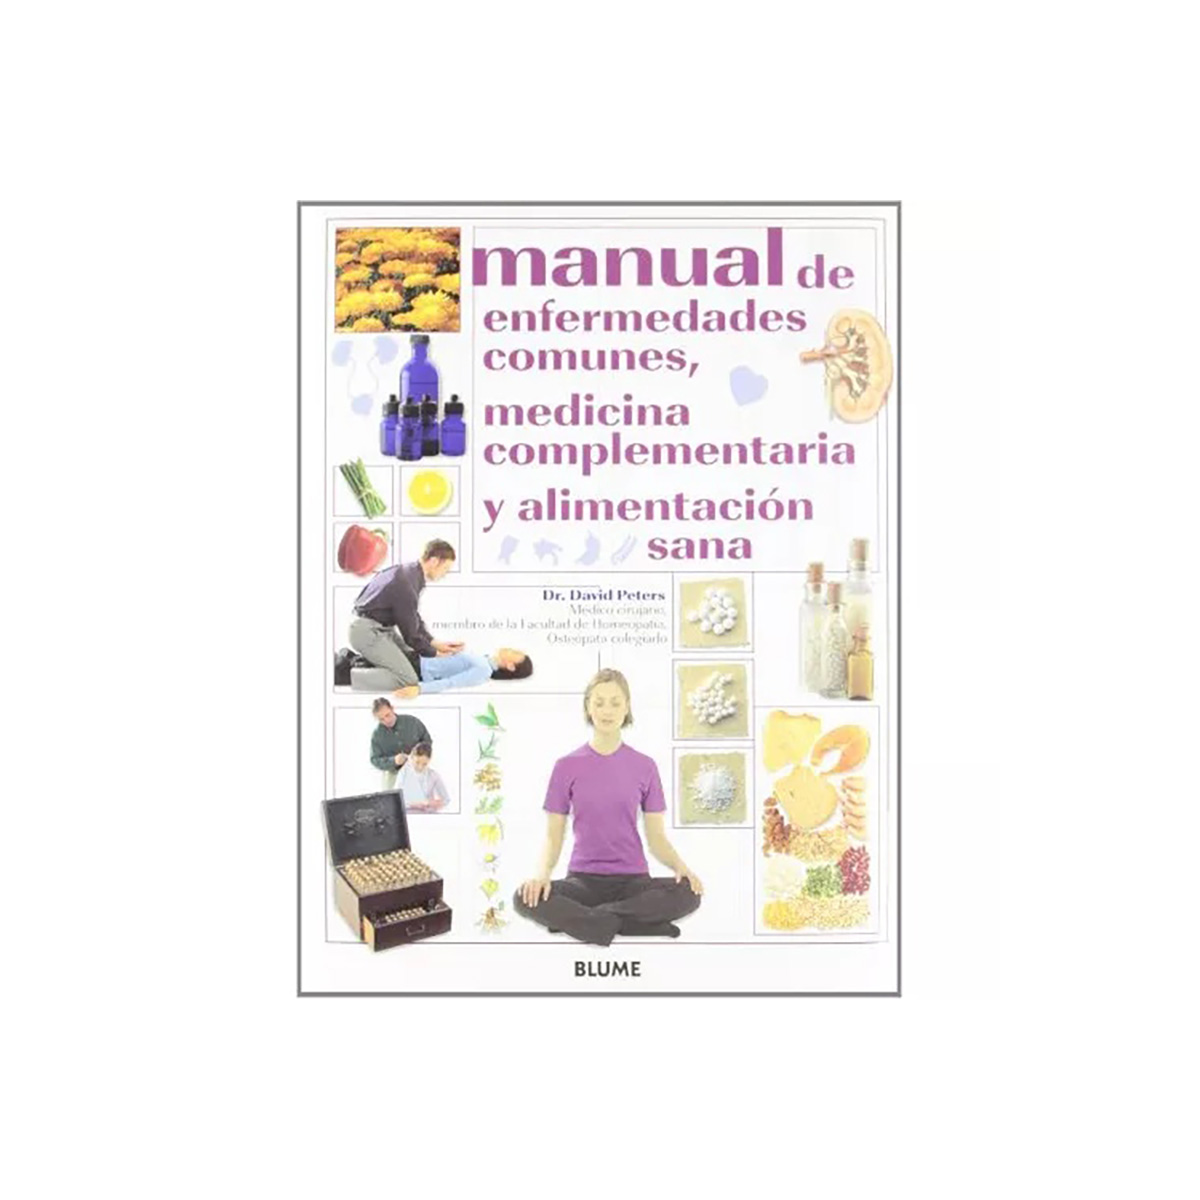 manual de
enfermedades
comunes,
medicina
complementaria
y alimentación
sana
Dr. David Peters
Médico cirujano,
miembro de la Facultad de Homeopatía,
Osteópata colegiado
BLUME